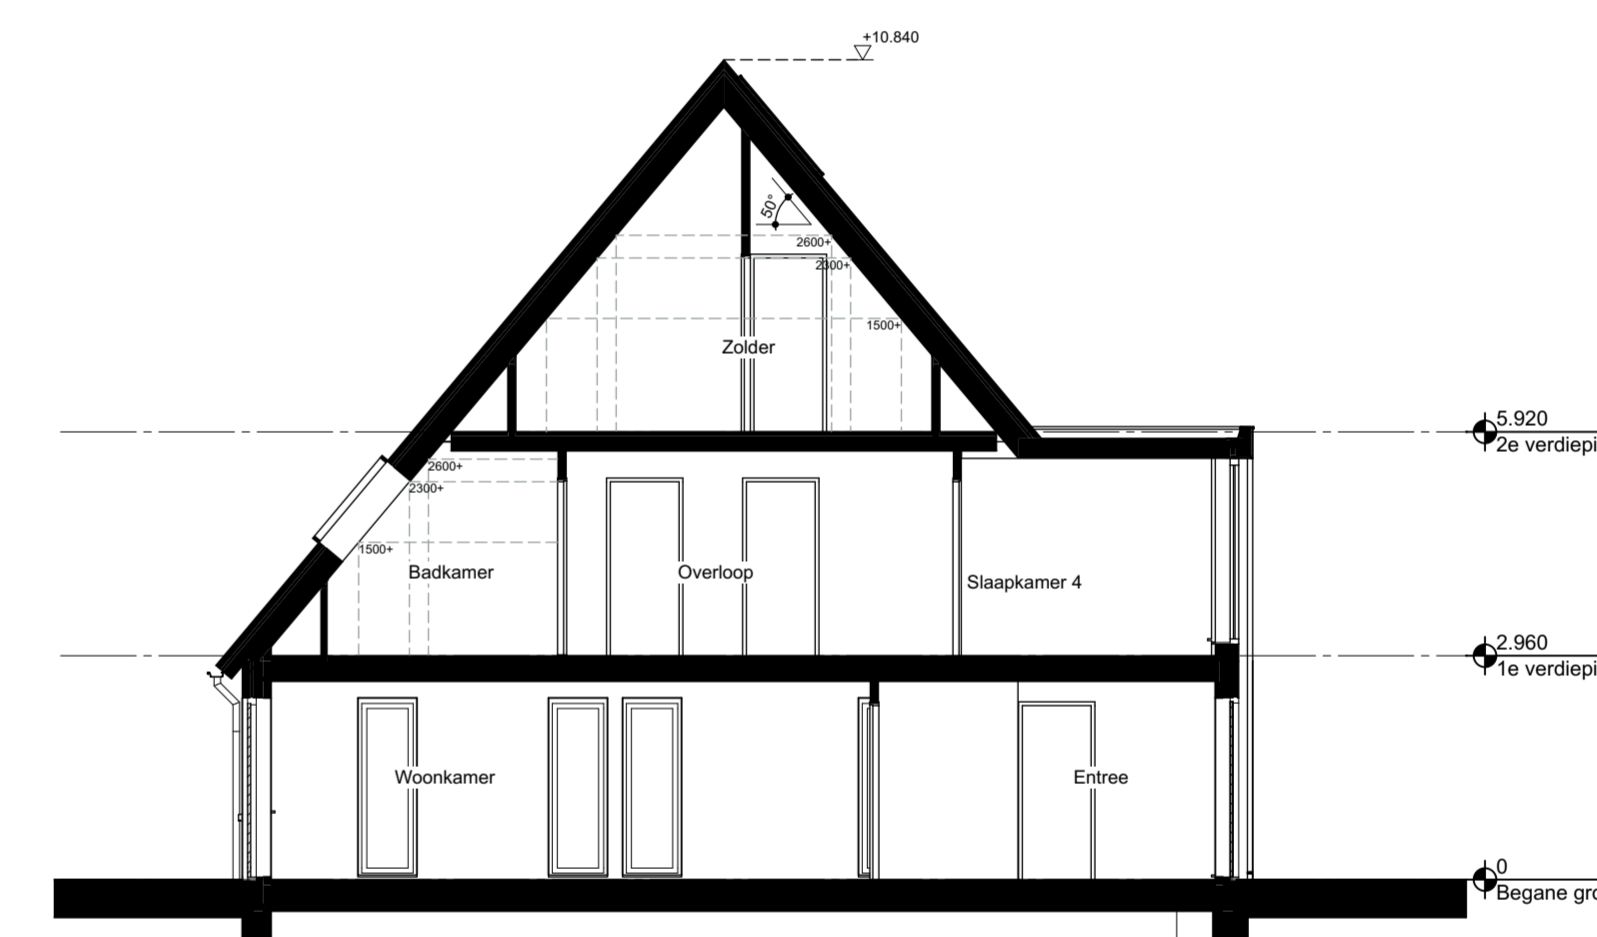 +10.840
50°
2600+
2300+
1500+
Zolder
5.920
2e verdiepi
2600+
2300+
1500+
Badkamer
Overloop
Slaapkamer 4
2.960
1e verdiepi
Woonkamer
Entree
0
Begane gro